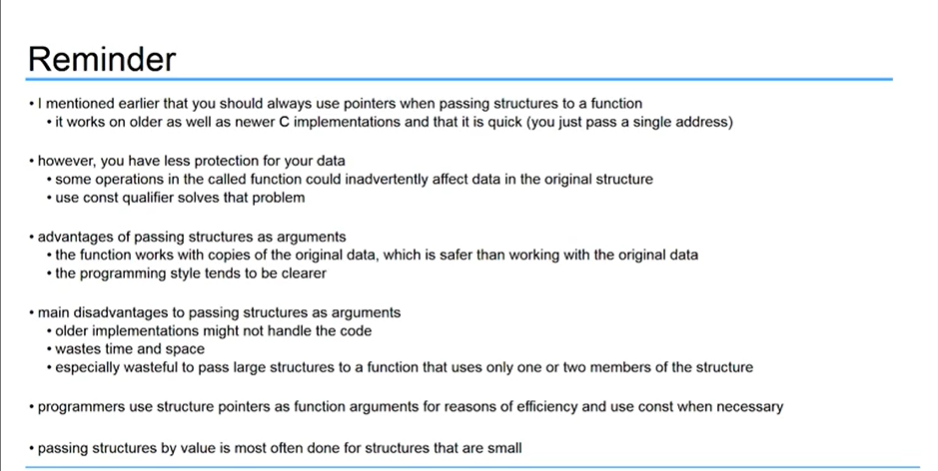 Reminder
• I mentioned earlier that you should always use pointers when passing structures to a function
• it works on older as well as newer C implementations and that it is quick (you just pass a single address)
• however, you have less protection for your data
• some operations in the called function could inadvertently affect data in the original structure
• use const qualifier solves that problem
• advantages of passing structures as arguments
• the function works with copies of the original data, which is safer than working with the original data
• the programming style tends to be clearer
• main disadvantages to passing structures as arguments
• older implementations might not handle the code
• wastes time and space
• especially wasteful to pass large structures to a function that uses only one or two members of the structure
• programmers use structure pointers as function arguments for reasons of efficiency and use const when necessary
• passing structures by value is most often done for structures that are small